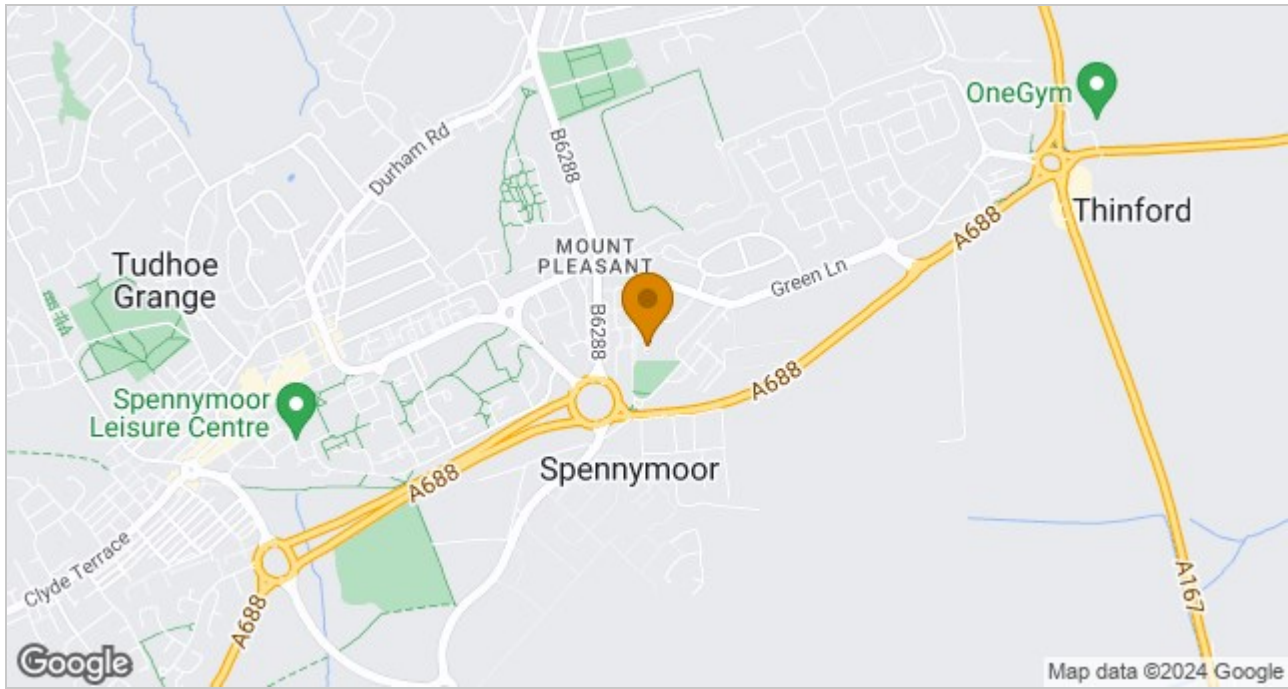 OneGym
B6288
Durham Rd
Thinford
A688
MOUNT
PLEASANT
Tudhoe
Grange
Green Ln
B6288
A688
Spennymoor
Leisure Centre
Spennymoor
A688
Clyde Terrace
A167
A688
Google
Map data ©2024 Google